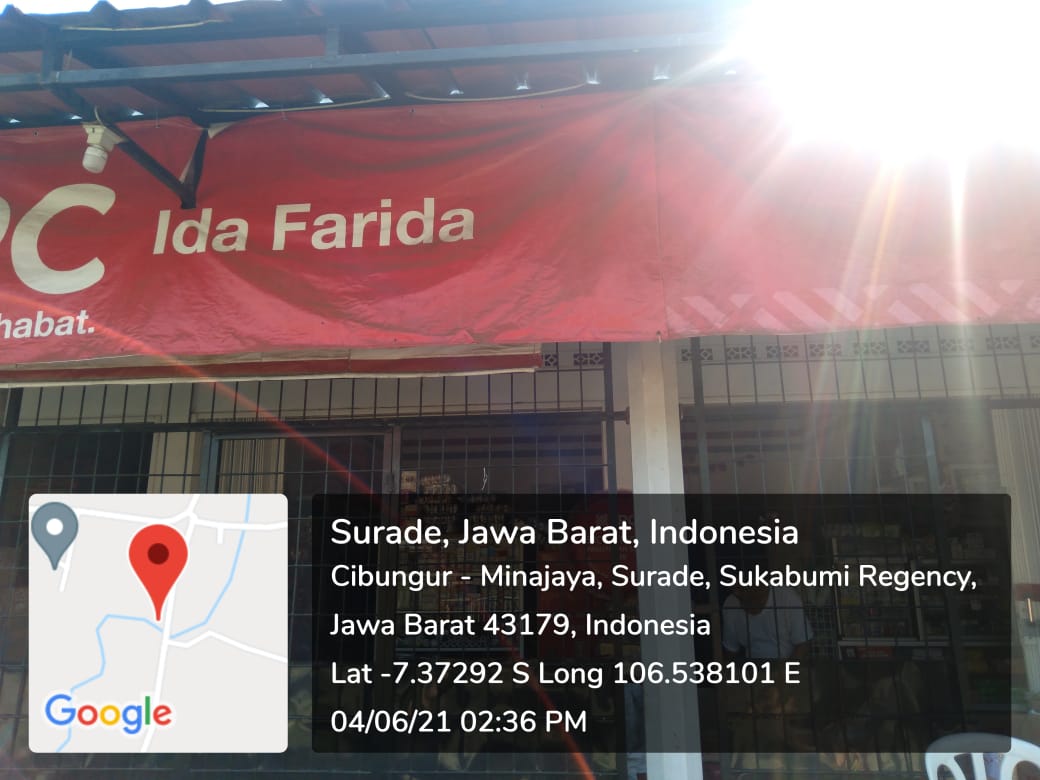 PC Ida Farida
habat.
Surade, Jawa Barat, Indonesia
Cibungur - Minajaya, Surade, Sukabumi Regency,
Jawa Barat 43179, Indonesia
Lat -7.37292 S Long 106.538101 E
04/06/21 02:36 PM
Google